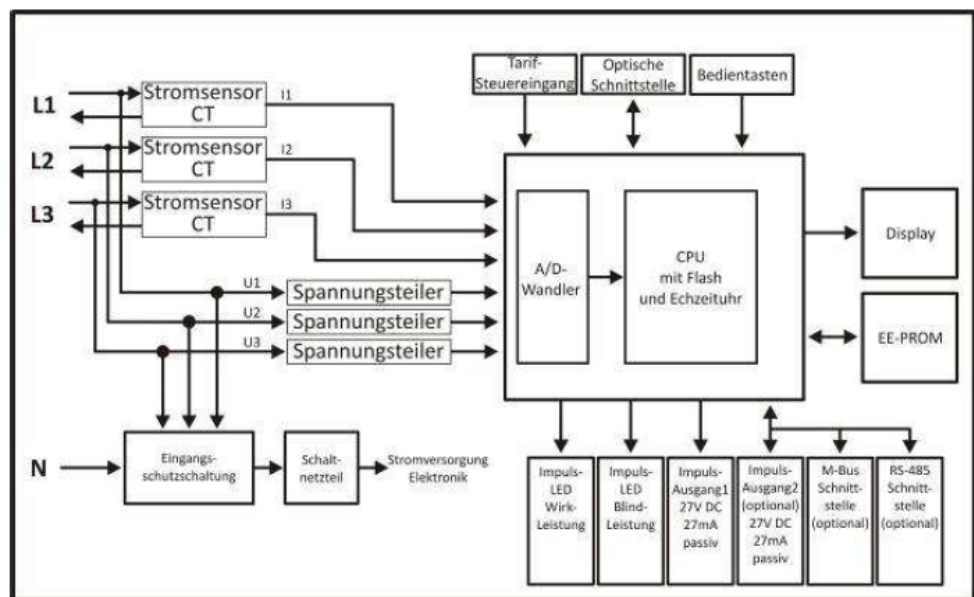 Tarif-
Steuereingang
Optische
Schnittstelle
Bedientasten
L1
Stromsensor
CT
I1
L2
Stromsensor
CT
I2
L3
Stromsensor
CT
I3
A/D-
Wandler
CPU
mit Flash
und Echzeituhr
Display
EE-PROM
U1
Spannungsteiler
U2
Spannungsteiler
U3
Spannungsteiler
N
Eingangs-
schutzschaltung
Schalt-
netzteil
Stromversorgung
Elektronik
Impuls-
LED
Wirk-
Leistung
Impuls-
LED
Blind-
Leistung
Impuls-
Ausgang1
27V DC
27mA
passiv
Impuls-
Ausgang2
(optional)
27V DC
27mA
passiv
M-Bus
Schnitt-
stelle
(optional)
RS-485
Schnitt-
stelle
(optional)